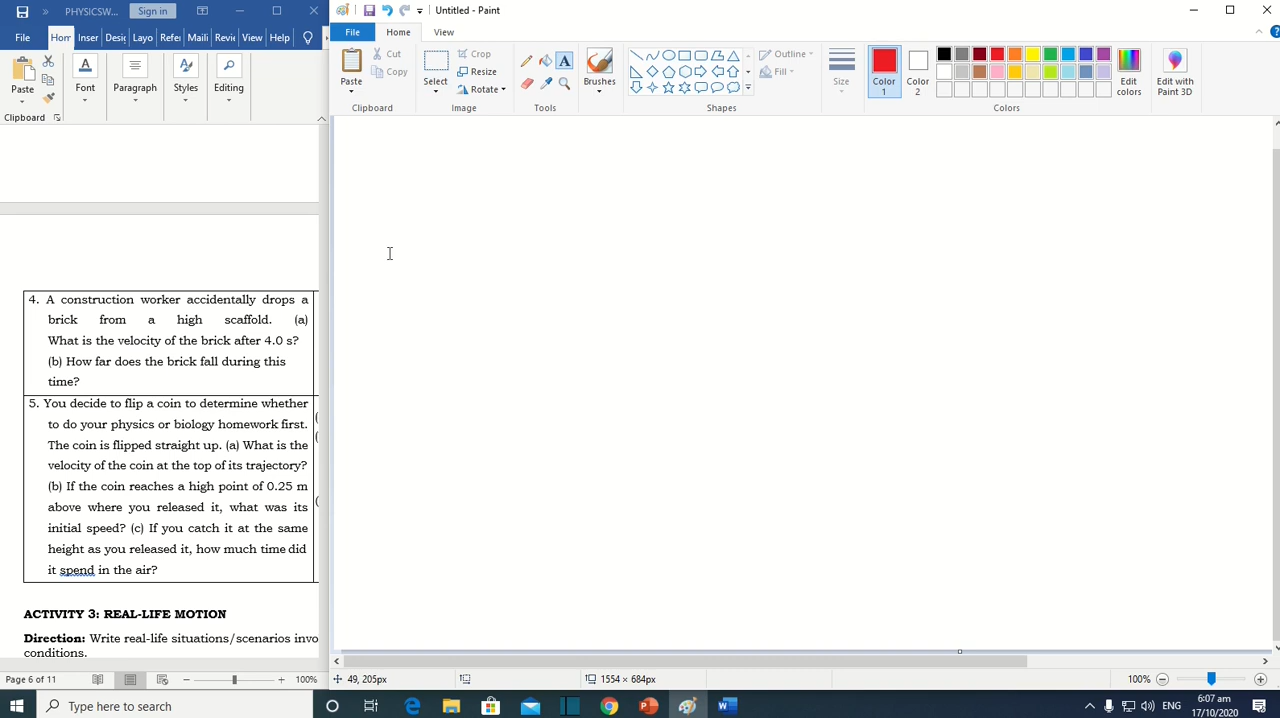 PHYSICSW...
Sign in
Untitled - Paint
File
Hom
Inser
Desig
Layo
Refe
Maili
Revie
View
Help
File
Home
View
Paste
Font
Paragraph
Styles
Editing
Clipboard
Paste
Cut
Copy
Clipboard
Select
Crop
Resize
Rotate
Image
A
Tools
Brushes
Outline
Fill
Shapes
Size
Color
1
Color
2
Edit
colors
Colors
Edit with
Paint 3D
4. A construction worker accidentally drops a
brick from a high scaffold. (a)
What is the velocity of the brick after 4.0 s?
(b) How far does the brick fall during this
time?
5. You decide to flip a coin to determine whether
to do your physics or biology homework first.
The coin is flipped straight up. (a) What is the
velocity of the coin at the top of its trajectory?
(b) If the coin reaches a high point of 0.25 m
above where you released it, what was its
initial speed? (c) If you catch it at the same
height as you released it, how much time did
it spend in the air?
ACTIVITY 3: REAL-LIFE MOTION
Direction: Write real-life situations/scenarios invo
conditions.
Page 6 of 11
100%
49, 205px
1554 × 684px
100%
Type here to search
ENG
6:07 am
17/10/2020